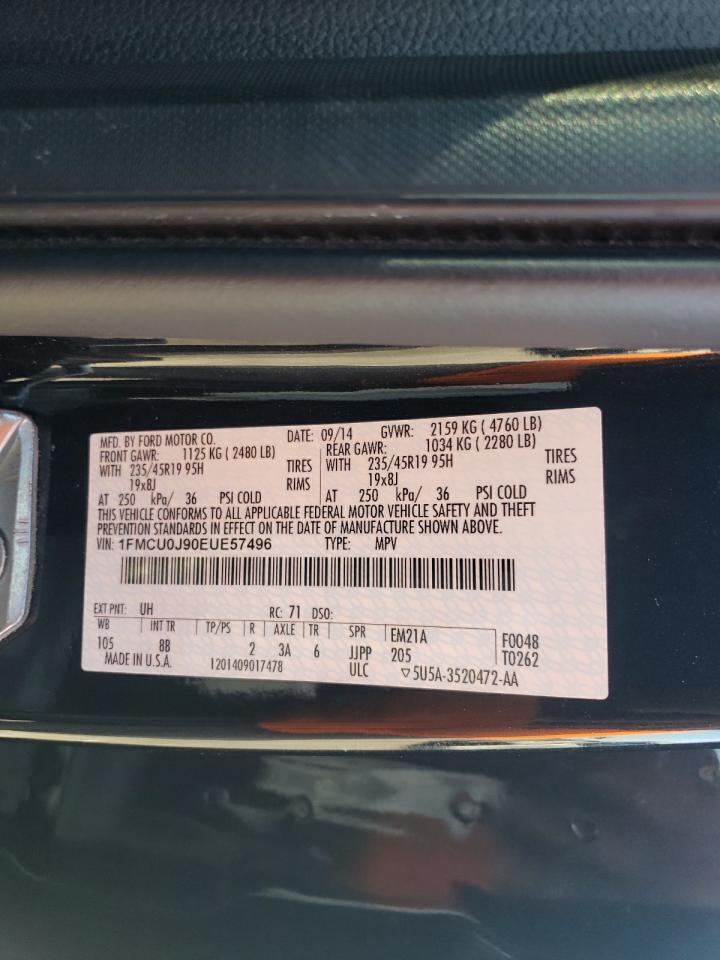 MFD. BY FORD MOTOR CO. DATE: 09/14 GVWR: 2159 KG ( 4760 LB)
FRONT GAWR: 1125 KG ( 2480 LB) REAR GAWR: 1034 KG ( 2280 LB)
WITH 235/45R19 95H TIRES WITH 235/45R19 95H TIRES
19x8J RIMS 19x8J RIMS
AT 250 kPa/ 36 PSI COLD AT 250 kPa/ 36 PSI COLD
THIS VEHICLE CONFORMS TO ALL APPLICABLE FEDERAL MOTOR VEHICLE SAFETY AND THEFT
PREVENTION STANDARDS IN EFFECT ON THE DATE OF MANUFACTURE SHOWN ABOVE.
VIN: 1FMCU0J90EUE57496 TYPE: MPV
EXT PNT: UH RC: 71 DSO:
WB INT TR TP/PS R AXLE TR SPR EM21A F0048
105 8B 2 3A 6 JJPP 205 T0262
MADE IN U.S.A. 1201409017478 ULC ▽5U5A-3520472-AA